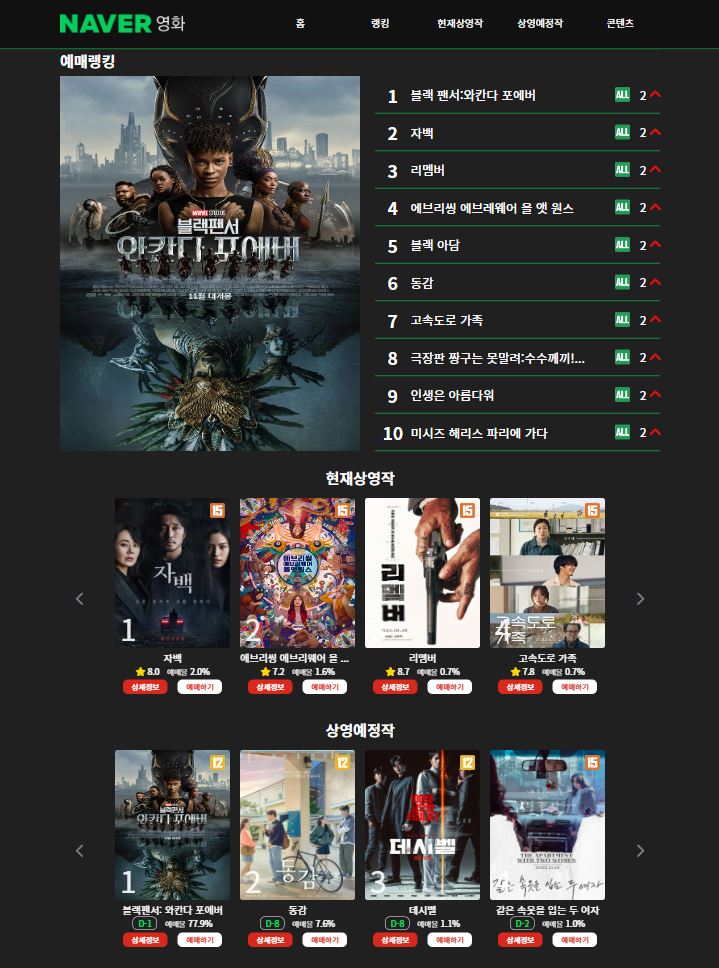 NAVER 영화
홈 랭킹 현재상영작 상영예정작 콘텐츠
예매랭킹
MARVEL STUDIOS
블랙팬서
와칸다 포에버
11월 대개봉
1 블랙 팬서:와칸다 포에버 ALL 2
2 자백 ALL 2
3 리멤버 ALL 2
4 에브리씽 에브레웨어 올 앳 원스 ALL 2
5 블랙 아담 ALL 2
6 동감 ALL 2
7 고속도로 가족 ALL 2
8 극장판 짱구는 못말려:수수께끼!... ALL 2
9 인생은 아름다워 ALL 2
10 미시즈 해리스 파리에 가다 ALL 2
현재상영작
15 15 15 15
자백
에브리씽
에브리웨어
올앳원스
리멤버
고속도로
가족
1 2 4
자백 에브리씽 에브리웨어 올 ... 리멤버 고속도로 가족
8.0 예매율 2.0% 7.2 예매율 1.6% 8.7 예매율 0.7% 7.8 예매율 0.7%
상세정보 예매하기 상세정보 예매하기 상세정보 예매하기 상세정보 예매하기
상영예정작
12 12 12 15
블랙팬서
와칸다 포에버
동감
데시벨
THE APARTMENT
WITH TWO WOMEN
같은 속옷을 입는 두 여자
1 2 3
블랙팬서: 와칸다 포에버 동감 데시벨 같은 속옷을 입는 두 여자
D-1 예매율 77.9% D-8 예매율 7.6% D-8 예매율 1.1% D-2 예매율 1.0%
상세정보 예매하기 상세정보 예매하기 상세정보 예매하기 상세정보 예매하기